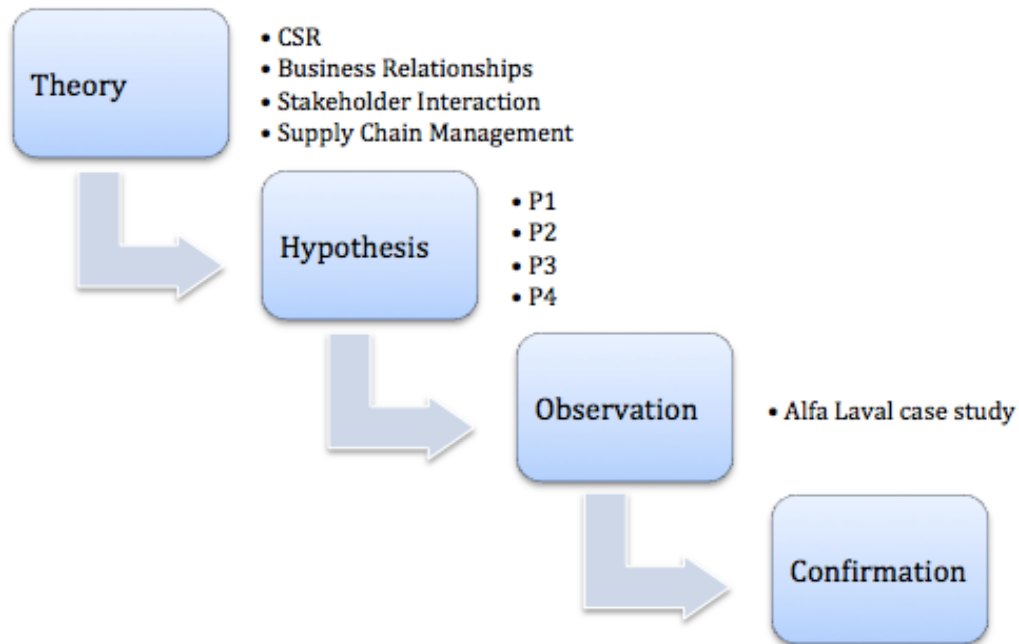 Theory
• CSR
• Business Relationships
• Stakeholder Interaction
• Supply Chain Management
Hypothesis
• P1
• P2
• P3
• P4
Observation
• Alfa Laval case study
Confirmation